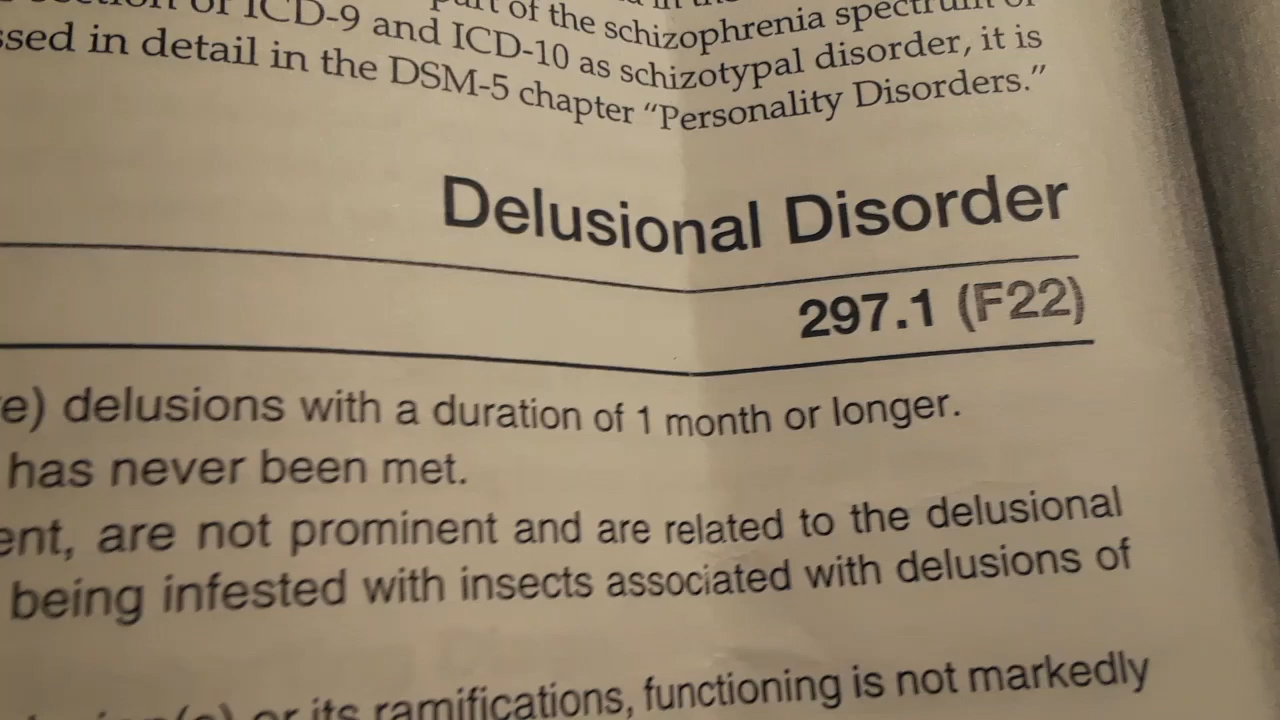 of ICD-9 and ICD-10 as schizotypal disorder, it is
part of the schizophrenia spectrum
in detail in the DSM-5 chapter “Personality Disorders.”
Delusional Disorder
297.1 (F22)
e) delusions with a duration of 1 month or longer.
has never been met.
ent, are not prominent and are related to the delusional
being infested with insects associated with delusions of
or its ramifications, functioning is not markedly